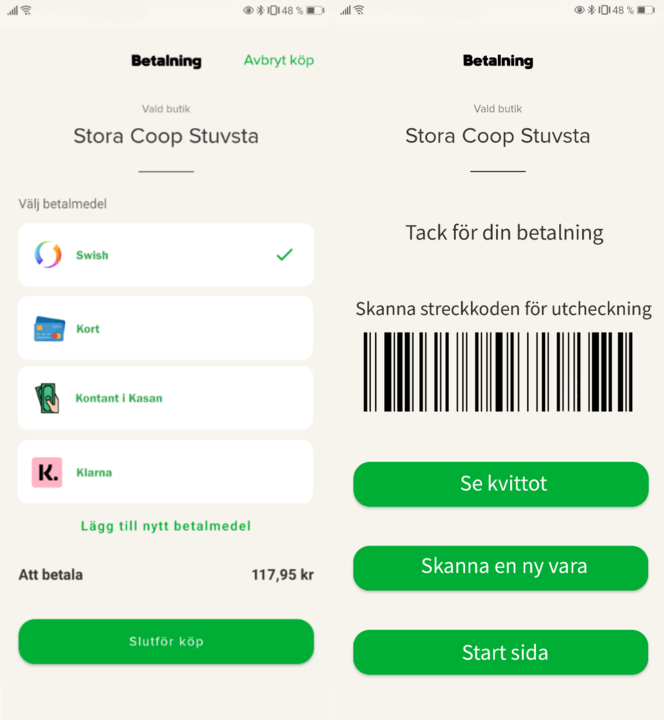 48 %
Betalning
Avbryt köp
Vald butik
Stora Coop Stuvsta
Välj betalmedel
Swish
Kort
Kontant i Kasan
K.
Klarna
Lägg till nytt betalmedel
Att betala
117,95 kr
Slutför köp
48 %
Betalning
Vald butik
Stora Coop Stuvsta
Tack för din betalning
Skanna streckkoden för utcheckning
Se kvittot
Skanna en ny vara
Start sida